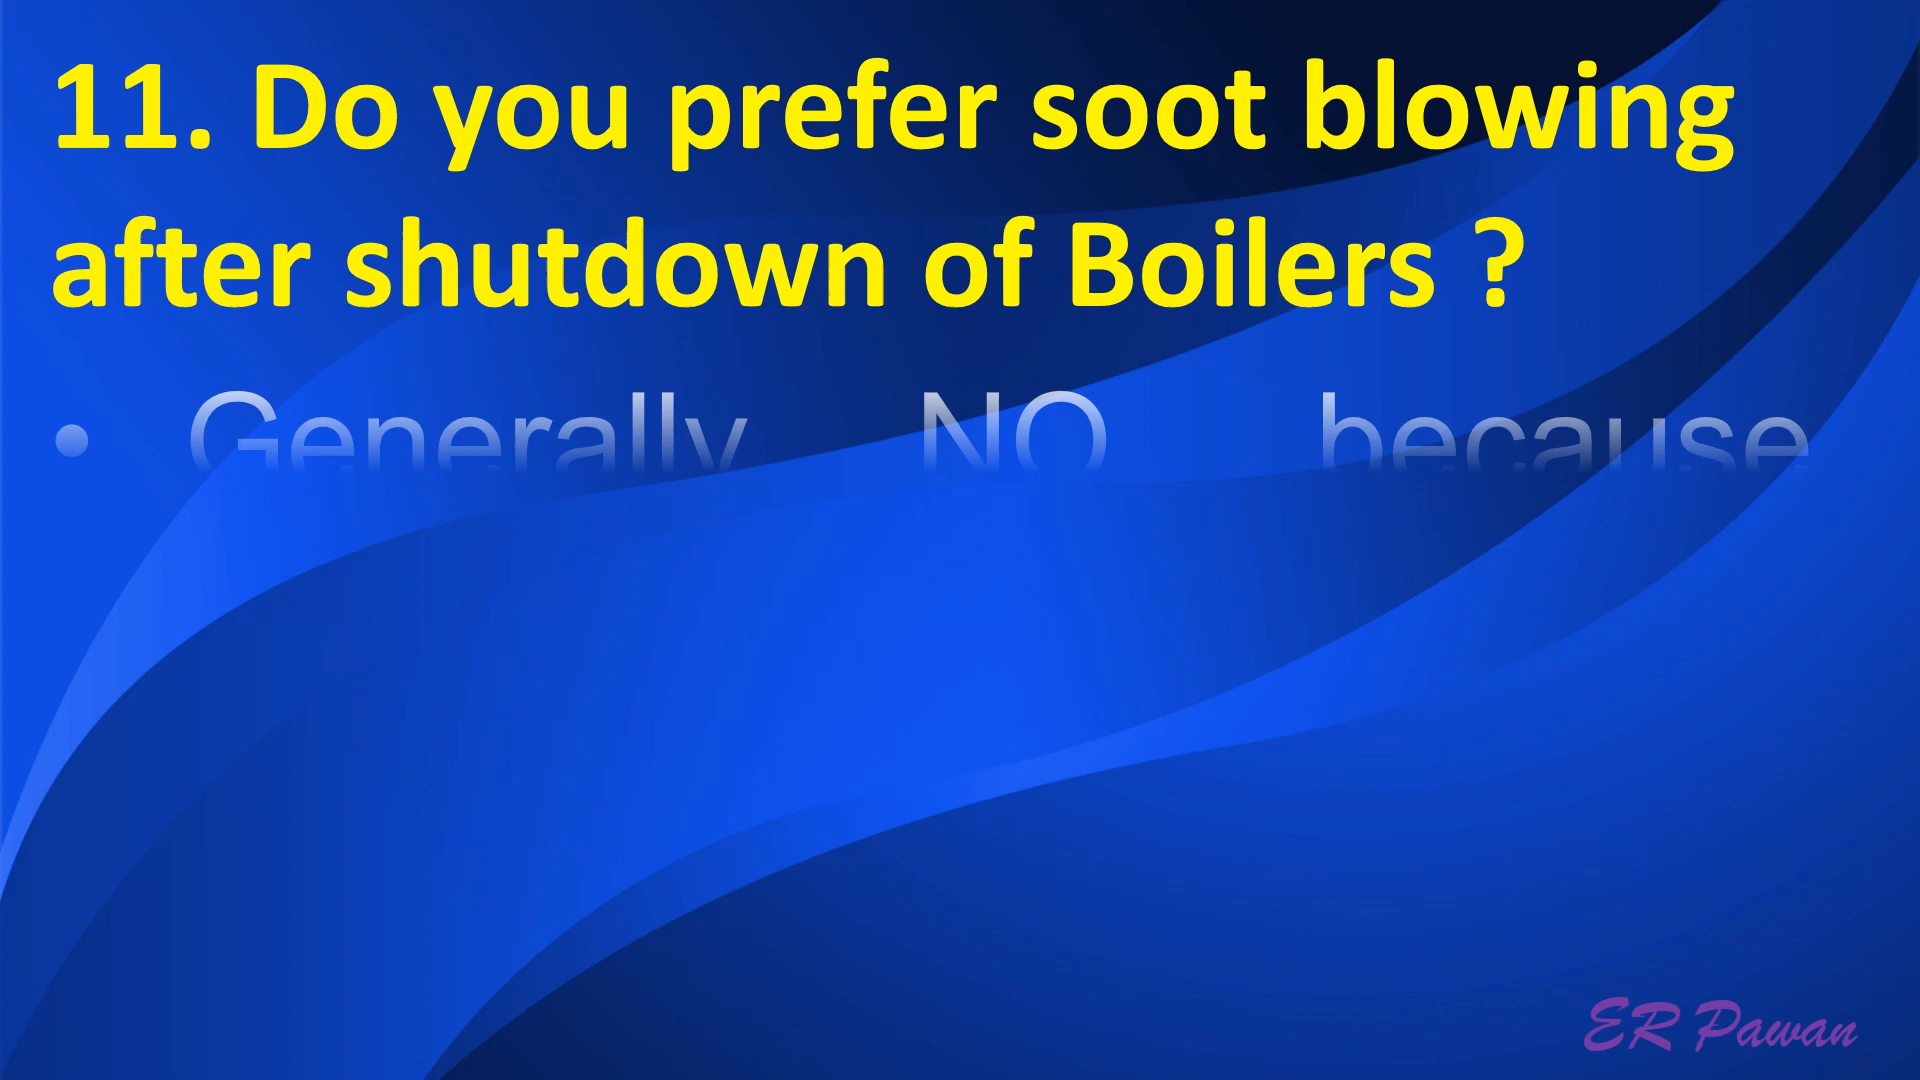 11. Do you prefer soot blowing
after shutdown of Boilers ?
• Generally NO because
ER Pawan